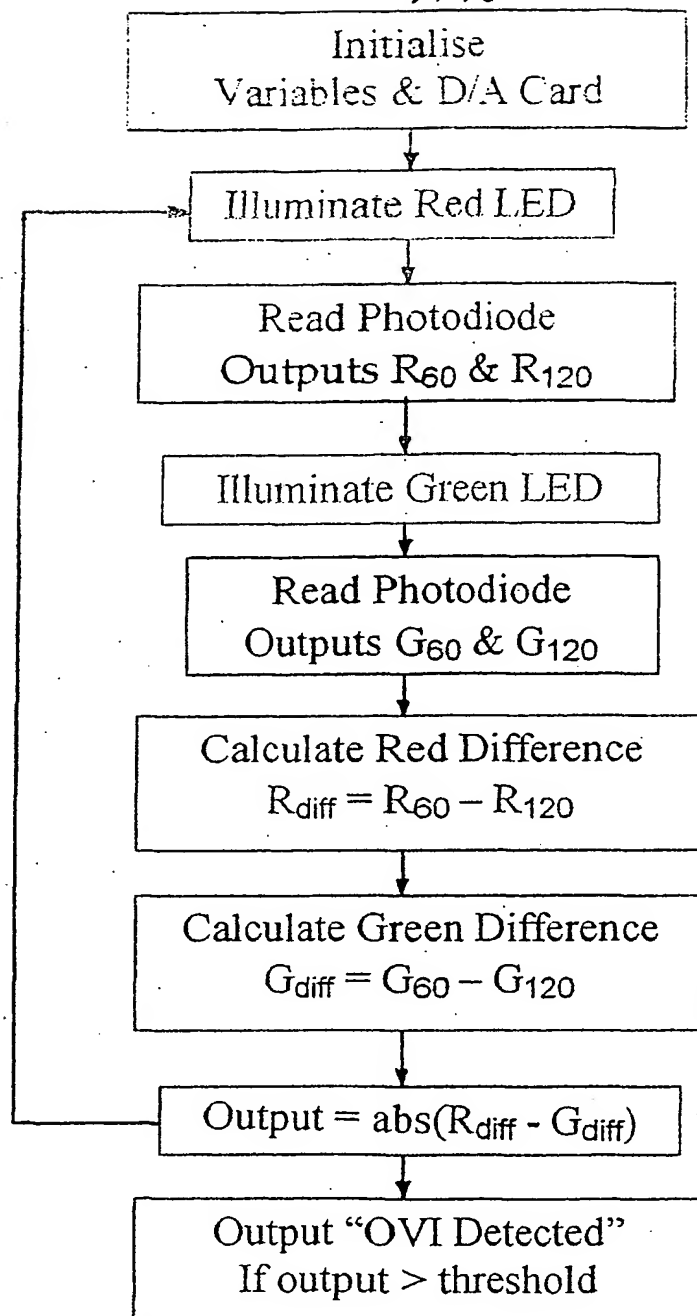 Initialise
Variables & D/A Card
Illuminate Red LED
Read Photodiode
Outputs R60 & R120
Illuminate Green LED
Read Photodiode
Outputs G60 & G120
Calculate Red Difference
Rdiff = R60 – R120
Calculate Green Difference
Gdiff = G60 – G120
Output = abs(Rdiff - Gdiff)
Output “OVI Detected”
If output > threshold